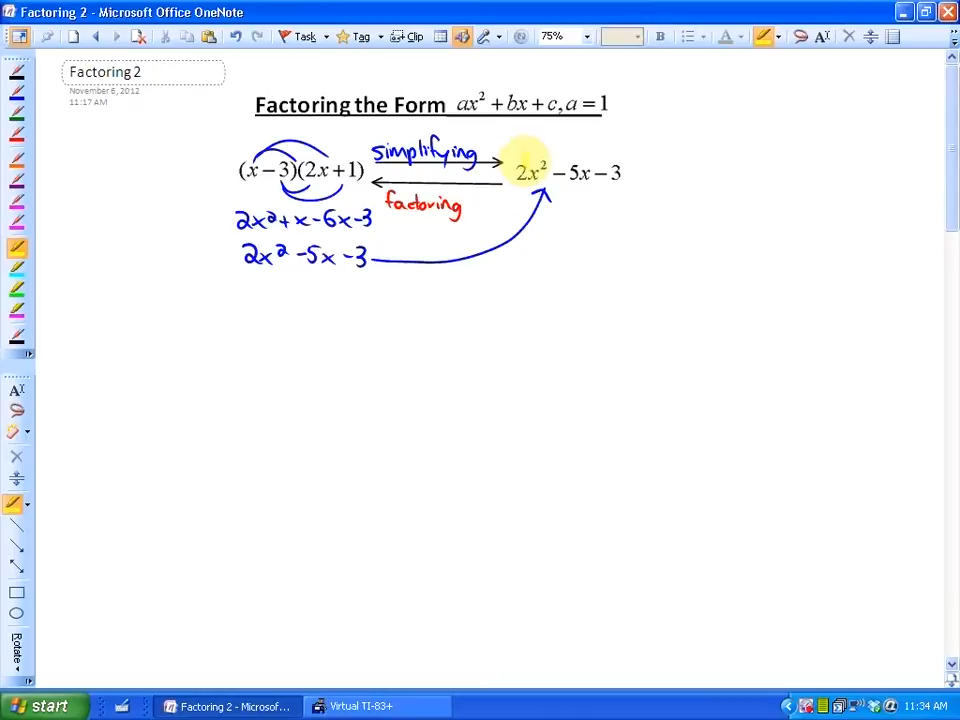 Factoring 2 - Microsoft Office OneNote
Task Tag Clip 75% B A
Factoring 2
November 6, 2012
11:17 AM
Factoring the Form ax² + bx + c, a = 1
(x − 3)(2x + 1) simplifying 2x² − 5x − 3
factoring
2x² + x − 6x − 3
2x² − 5x − 3
Rotate
start Factoring 2 - Microsof... Virtual TI-83+ 11:34 AM